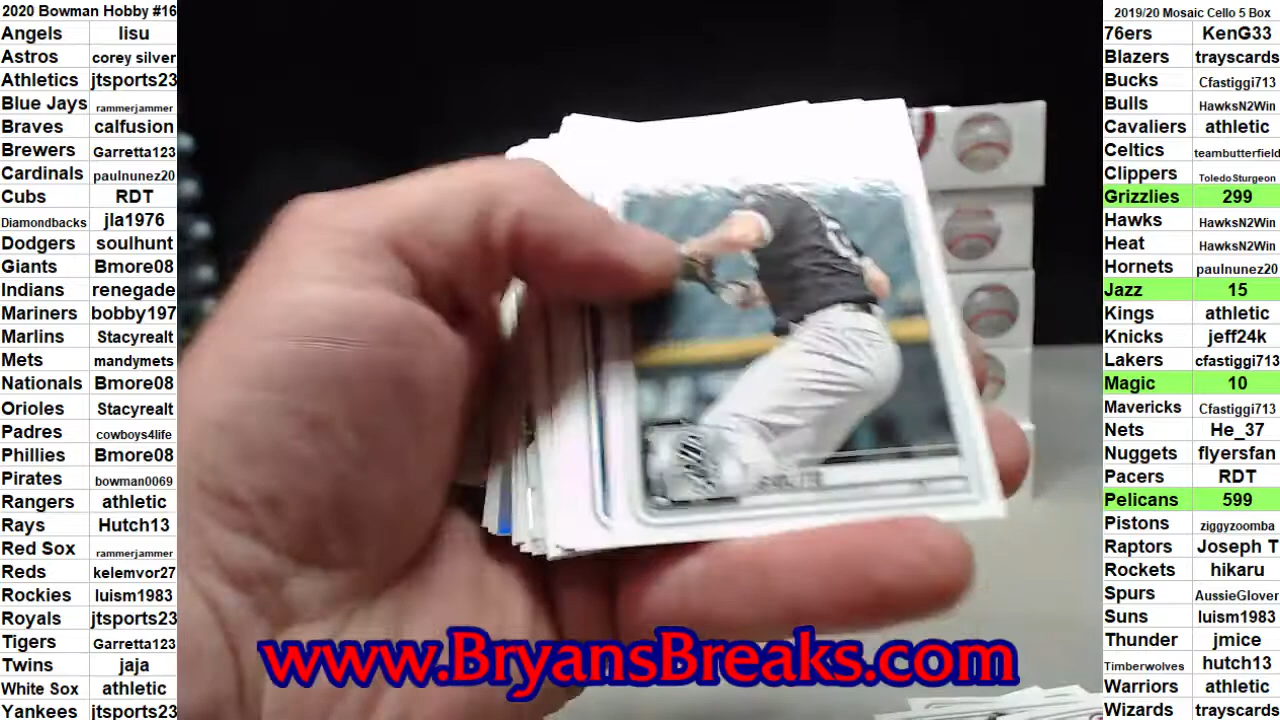 2020 Bowman Hobby #16
Angels lisu
Astros corey silver
Athletics jtsports23
Blue Jays rammerjammer
Braves calfusion
Brewers Garretta123
Cardinals paulnunez20
Cubs RDT
Diamondbacks jla1976
Dodgers soulhunt
Giants Bmore08
Indians renegade
Mariners bobby197
Marlins Stacyrealt
Mets mandymets
Nationals Bmore08
Orioles Stacyrealt
Padres cowboys4life
Phillies Bmore08
Pirates bowman0069
Rangers athletic
Rays Hutch13
Red Sox rammerjammer
Reds kelemvor27
Rockies luism1983
Royals jtsports23
Tigers Garretta123
Twins jaja
White Sox athletic
Yankees jtsports23
www.BryansBreaks.com
2019/20 Mosaic Cello 5 Box
76ers KenG33
Blazers trayscards
Bucks Cfastiggi713
Bulls HawksN2Win
Cavaliers athletic
Celtics teambutterfield
Clippers ToledoSturgeon
Grizzlies 299
Hawks HawksN2Win
Heat HawksN2Win
Hornets paulnunez20
Jazz 15
Kings athletic
Knicks jeff24k
Lakers cfastiggi713
Magic 10
Mavericks Cfastiggi713
Nets He_37
Nuggets flyersfan
Pacers RDT
Pelicans 599
Pistons ziggyzoomba
Raptors Joseph T
Rockets hikaru
Spurs AussieGlover
Suns luism1983
Thunder jmice
Timberwolves hutch13
Warriors athletic
Wizards trayscards